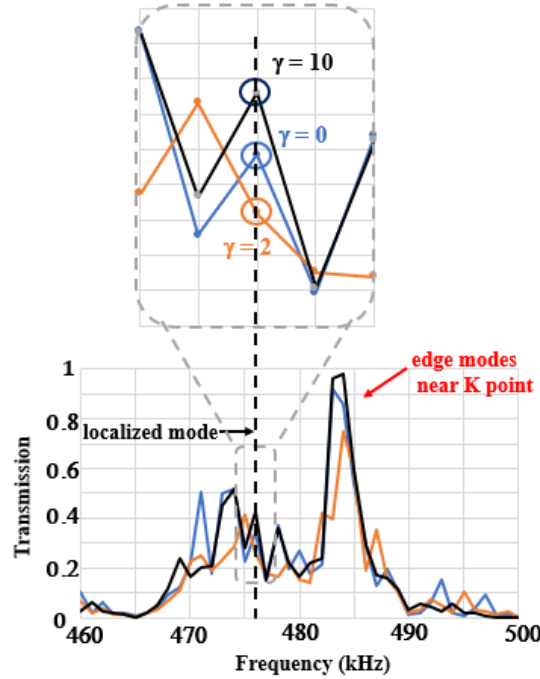 γ = 10
γ = 0
γ = 2
edge modes
near K point
localized mode
1
0.8
0.6
0.4
0.2
0
460 470 480 490 500
Transmission
Frequency (kHz)